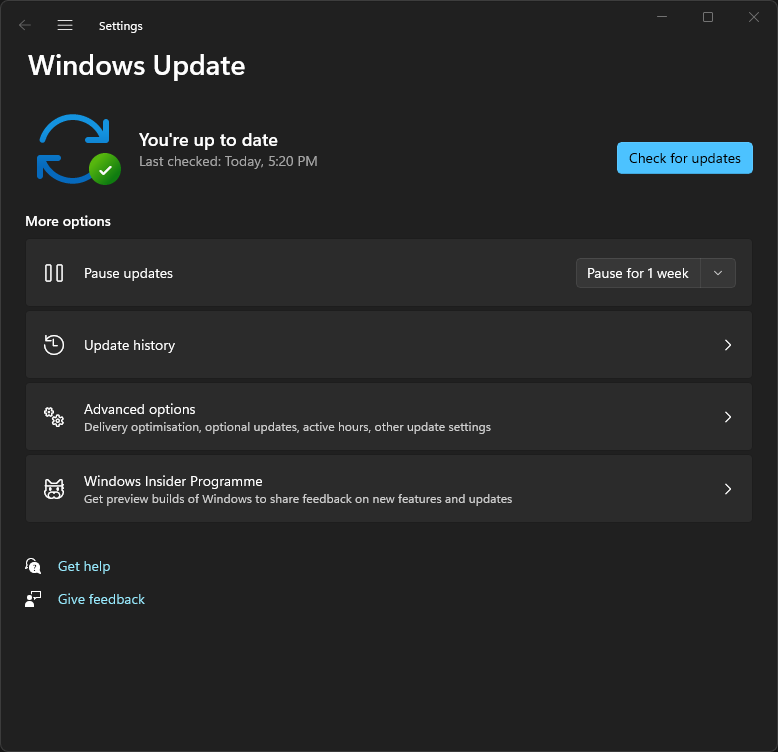 Settings
Windows Update
You're up to date
Last checked: Today, 5:20 PM
Check for updates
More options
Pause updates
Pause for 1 week
Update history
Advanced options
Delivery optimisation, optional updates, active hours, other update settings
Windows Insider Programme
Get preview builds of Windows to share feedback on new features and updates
Get help
Give feedback